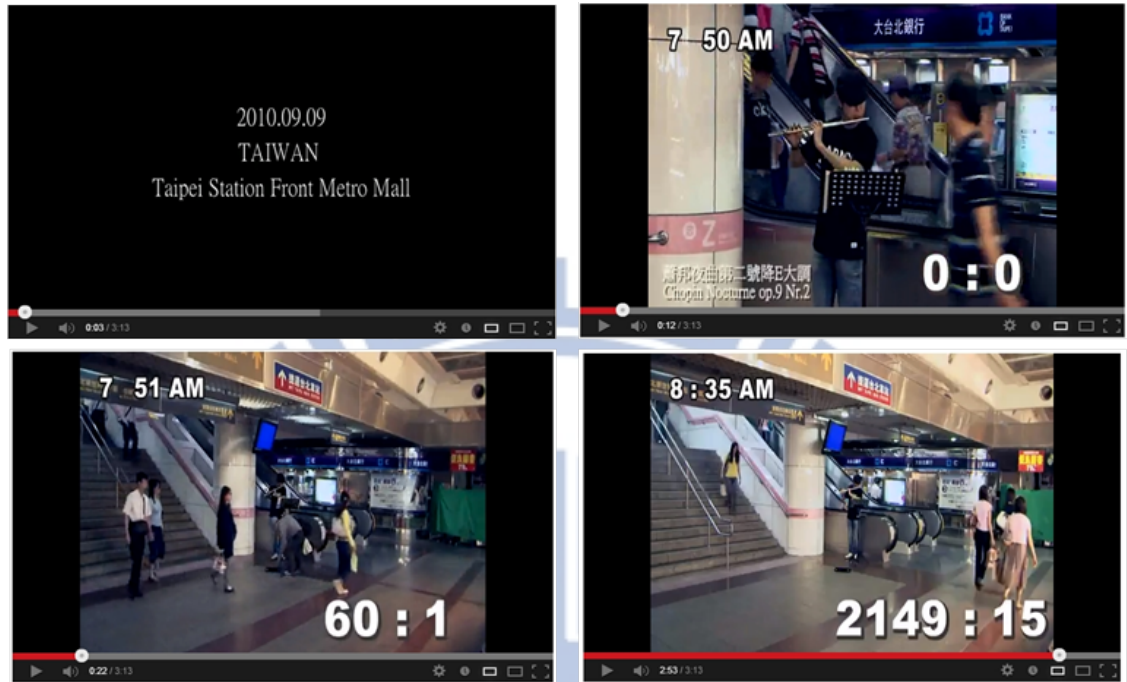 2010.09.09
TAIWAN
Taipei Station Front Metro Mall
0:03 / 3:13
7 50 AM
大台北銀行
BANK OF TAIPEI
Z
蕭邦夜曲第二號降E大調
Chopin Nocturne op.9 Nr.2
0 : 0
0:12 / 3:13
7 51 AM
60 : 1
0:22 / 3:13
8 : 35 AM
2149 : 15
2:53 / 3:13